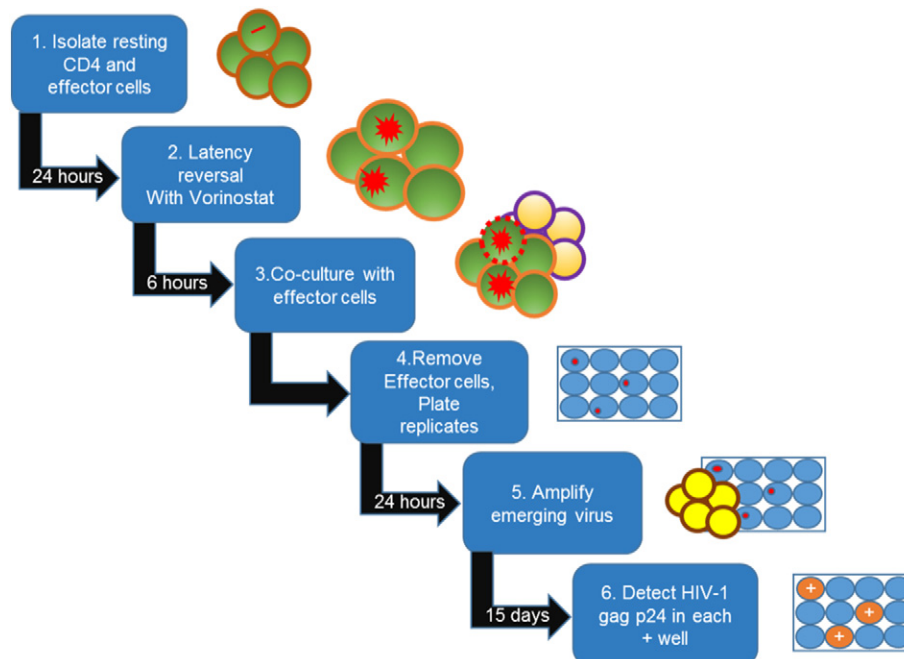 1. Isolate resting
CD4 and
effector cells
24 hours
2. Latency
reversal
With Vorinostat
6 hours
3.Co-culture with
effector cells
4.Remove
Effector cells,
Plate
replicates
24 hours
5. Amplify
emerging virus
15 days
6. Detect HIV-1
gag p24 in each
+ well
+
+
+